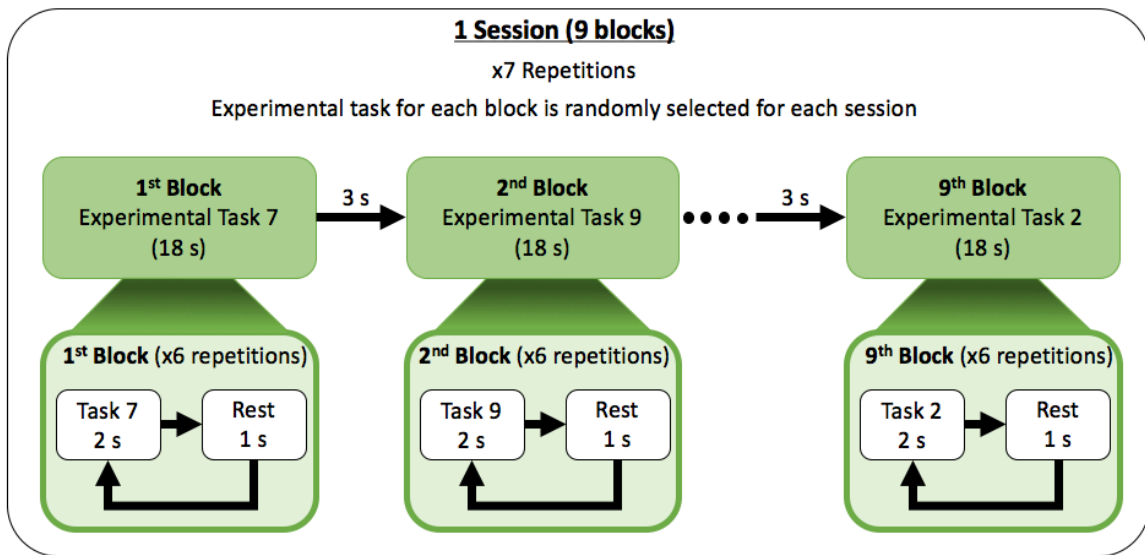 1 Session (9 blocks)
x7 Repetitions
Experimental task for each block is randomly selected for each session
1st Block
Experimental Task 7
(18 s)
3 s
2nd Block
Experimental Task 9
(18 s)
3 s
9th Block
Experimental Task 2
(18 s)
1st Block (x6 repetitions)
Task 7
2 s
Rest
1 s
2nd Block (x6 repetitions)
Task 9
2 s
Rest
1 s
9th Block (x6 repetitions)
Task 2
2 s
Rest
1 s